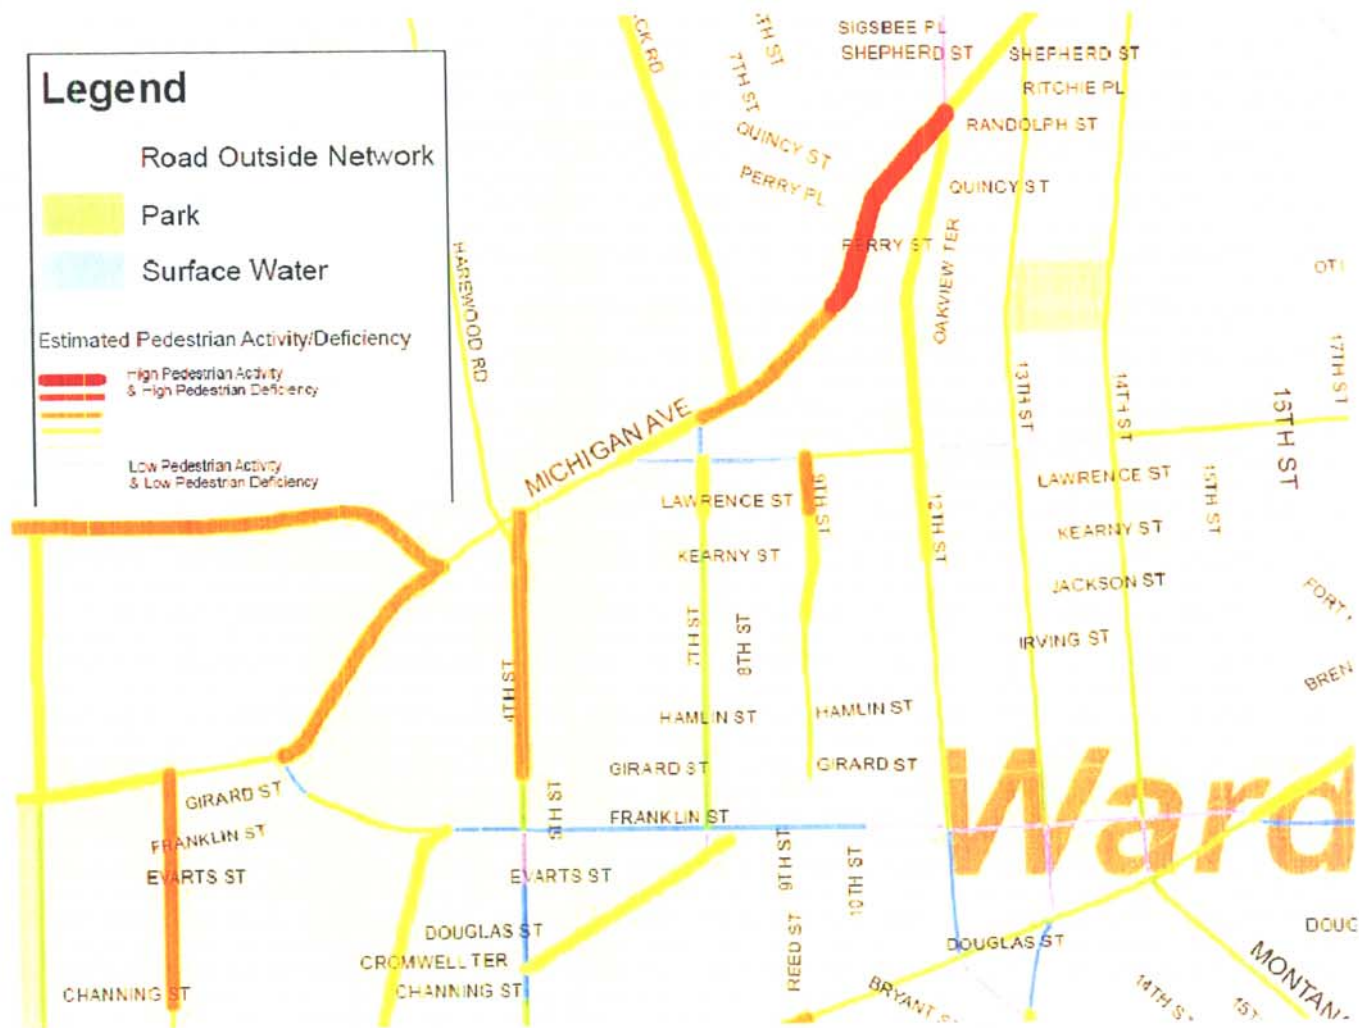 Legend
Road Outside Network
Park
Surface Water
Estimated Pedestrian Activity/Deficiency
High Pedestrian Activity
& High Pedestrian Deficiency
Low Pedestrian Activity
& Low Pedestrian Deficiency
SIGSBEE PL
SHEPHERD ST
SHEPHERD ST
RITCHIE PL
RANDOLPH ST
7TH ST
QUINCY ST
PERRY PL
QUINCY ST
PERRY ST
OAKVIEW TER
HAREWOOD RD
MICHIGAN AVE
13TH ST
14TH ST
17TH ST
15TH ST
15TH ST
LAWRENCE ST
9TH ST
12TH ST
LAWRENCE ST
KEARNY ST
KEARNY ST
JACKSON ST
IRVING ST
7TH ST
8TH ST
4TH ST
HAMLIN ST
HAMLIN ST
GIRARD ST
GIRARD ST
GIRARD ST
5TH ST
FRANKLIN ST
FRANKLIN ST
Ward
EVARTS ST
EVARTS ST
9TH ST
10TH ST
DOUGLAS ST
CROMWELL TER
CHANNING ST
CHANNING ST
REED ST
DOUGLAS ST
BRYANT
14TH ST